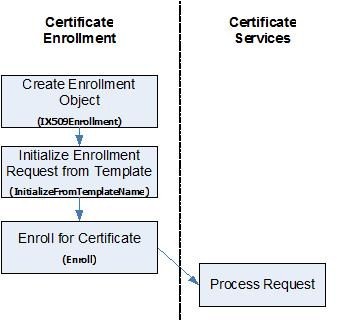 Certificate
Enrollment
Certificate
Services
Create Enrollment
Object
(IX509Enrollment)
Initialize Enrollment
Request from Template
(InitializeFromTemplateName)
Enroll for Certificate
(Enroll)
Process Request